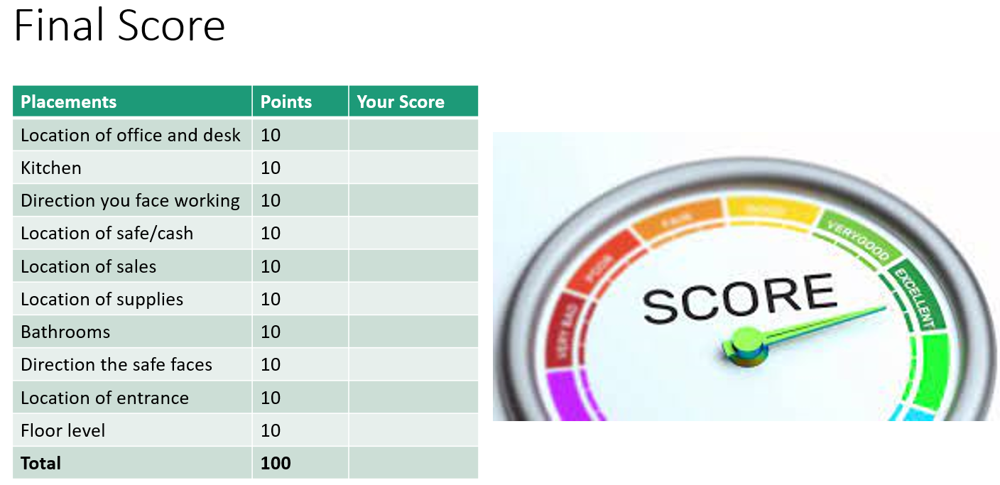 Final Score
Placements Points Your Score
Location of office and desk 10
Kitchen 10
Direction you face working 10
Location of safe/cash 10
Location of sales 10
Location of supplies 10
Bathrooms 10
Direction the safe faces 10
Location of entrance 10
Floor level 10
Total 100
VERY BAD
POOR
FAIR
GOOD
VERYGOOD
EXCELLENT
SCORE